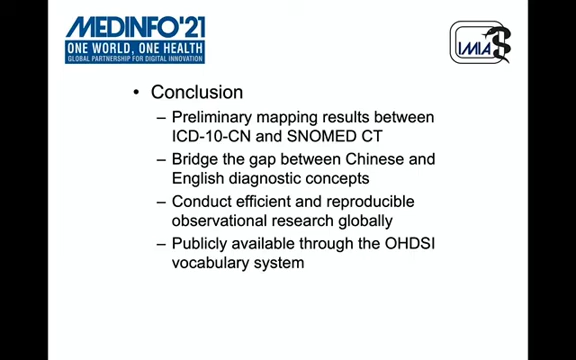 MEDINFO'21
ONE WORLD, ONE HEALTH
GLOBAL PARTNERSHIP FOR DIGITAL INNOVATION
IMIA
• Conclusion
– Preliminary mapping results between
ICD-10-CN and SNOMED CT
– Bridge the gap between Chinese and
English diagnostic concepts
– Conduct efficient and reproducible
observational research globally
– Publicly available through the OHDSI
vocabulary system